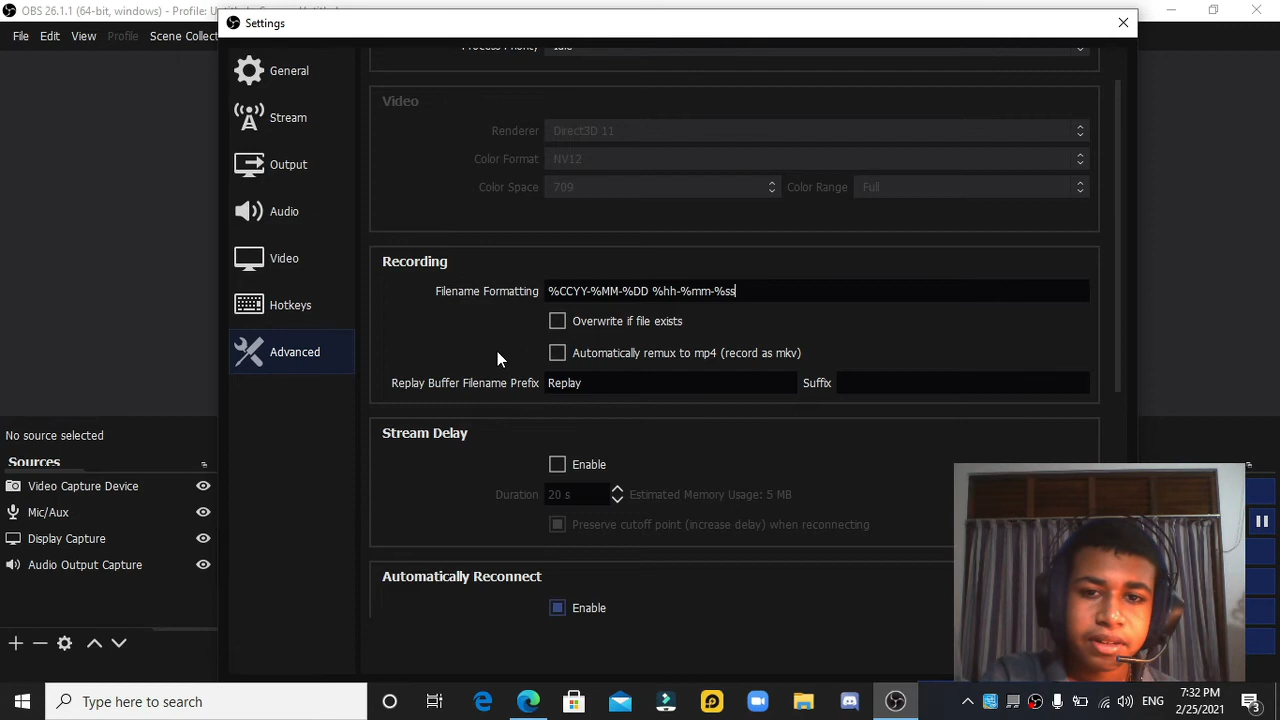 OBS 26.1.1 (64-bit, windows) - Profile: Untitled - Scenes: Untitled
Settings
File Edit View Profile Scene Collect
General
Stream
Output
Audio
Video
Hotkeys
Advanced
Video
Renderer Direct3D 11
Color Format NV12
Color Space 709 Color Range Full
Recording
Filename Formatting %CCYY-%MM-%DD %hh-%mm-%ss
Overwrite if file exists
Automatically remux to mp4 (record as mkv)
Replay Buffer Filename Prefix Replay Suffix
Stream Delay
Enable
Duration 20 s Estimated Memory Usage: 5 MB
Preserve cutoff point (increase delay) when reconnecting
Automatically Reconnect
Enable
No source selected
Sources
Video Capture Device
Mic/Aux
Display Capture
Audio Output Capture
Type here to search
ENG
7:32 PM
2/25/2021